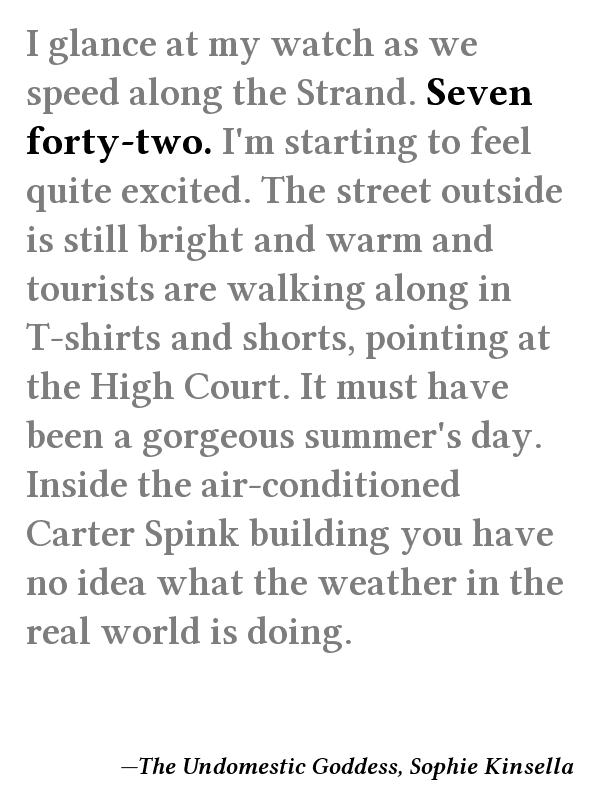 I glance at my watch as we
speed along the Strand. Seven
forty-two. I'm starting to feel
quite excited. The street outside
is still bright and warm and
tourists are walking along in
T-shirts and shorts, pointing at
the High Court. It must have
been a gorgeous summer's day.
Inside the air-conditioned
Carter Spink building you have
no idea what the weather in the
real world is doing.
—The Undomestic Goddess, Sophie Kinsella